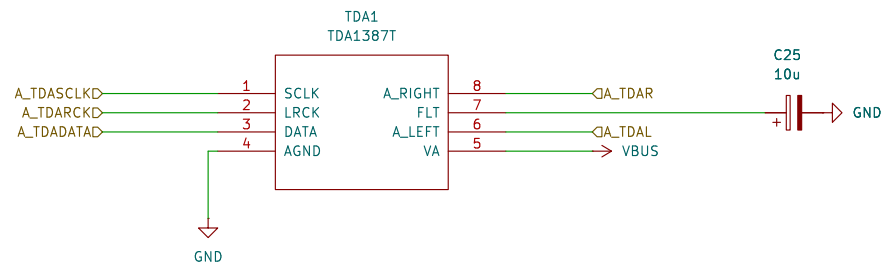 TDA1
TDA1387T
C25
10u
A_TDASCLK 1 SCLK A_RIGHT 8 A_TDAR
A_TDARCK 2 LRCK FLT 7 + GND
A_TDADATA 3 DATA A_LEFT 6 A_TDAL
4 AGND VA 5 VBUS
GND